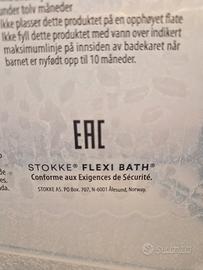 under tolv måneder
Ikke plasser dette produktet på opphøyet flate
Ikke fyll dette produktet med vann over indikert
maksimumlinje på innsiden av badekaret når
barnet er nyfødt opp til 10 måneder.
EAC
STOKKE® FLEXI BATH®
Conforme aux Exigences de Sécurité.
STOKKE AS. PO Box. 707, N-6001 Ålesund, Norway.
subito